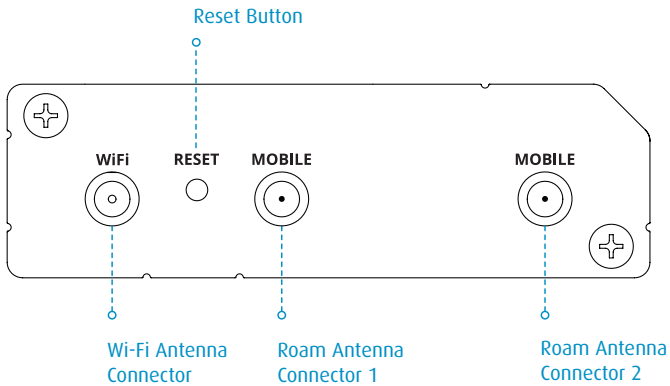 Reset Button
WiFi RESET MOBILE MOBILE
Wi-Fi Antenna
Connector
Roam Antenna
Connector 1
Roam Antenna
Connector 2